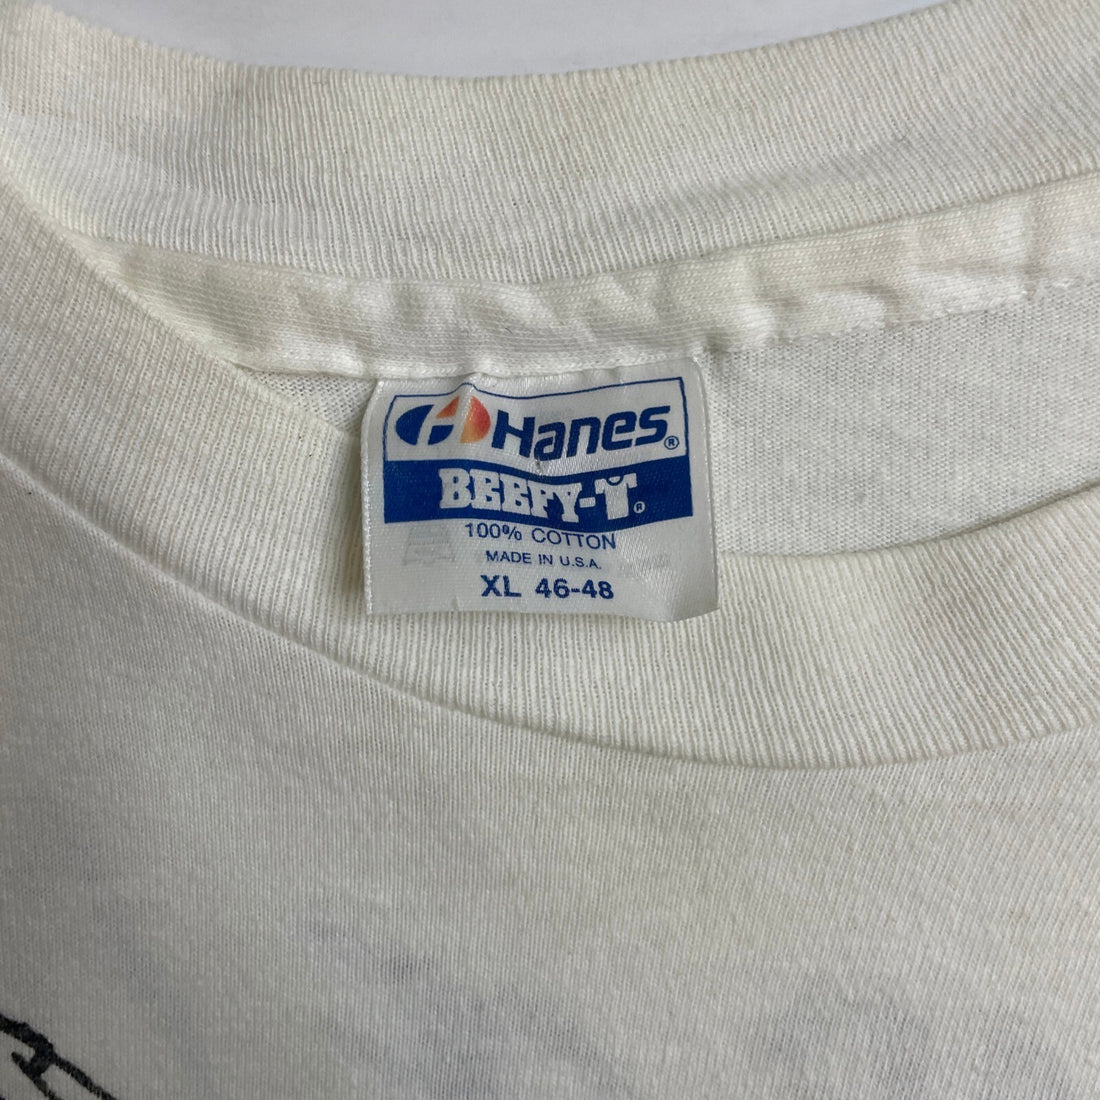 Hanes®
BEEFY-T®
100% COTTON
MADE IN U.S.A.
XL 46-48